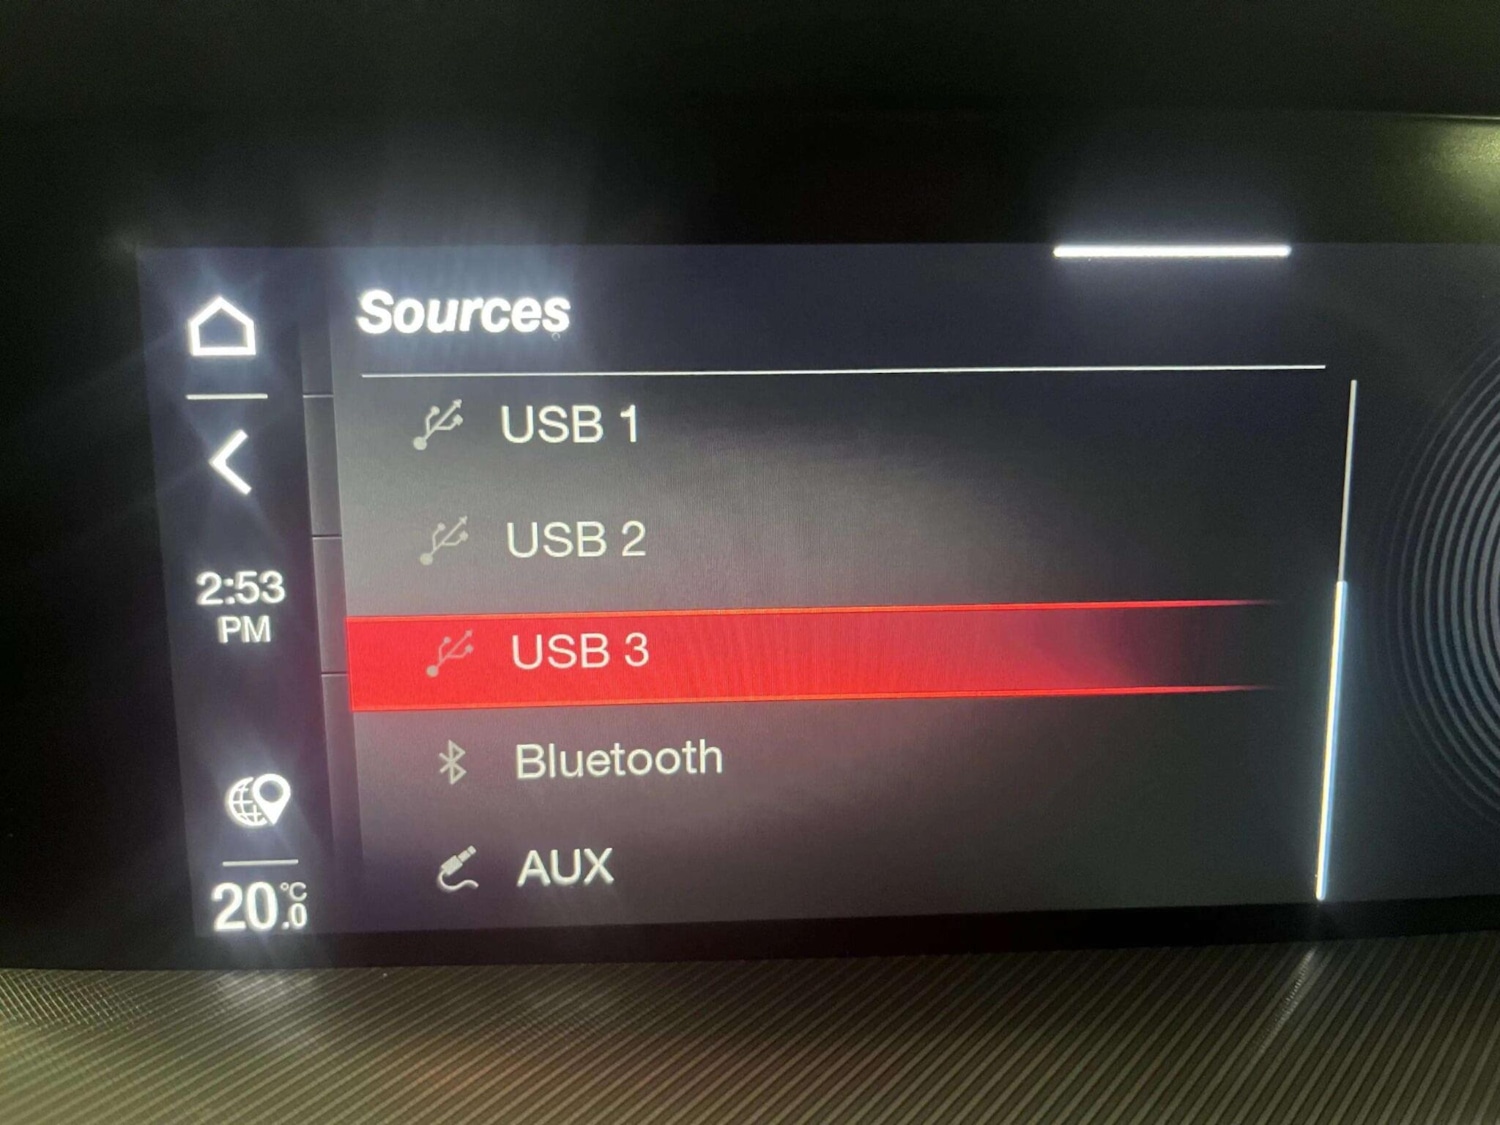 Sources
USB 1
USB 2
2:53
PM
USB 3
Bluetooth
AUX
20.0 °C